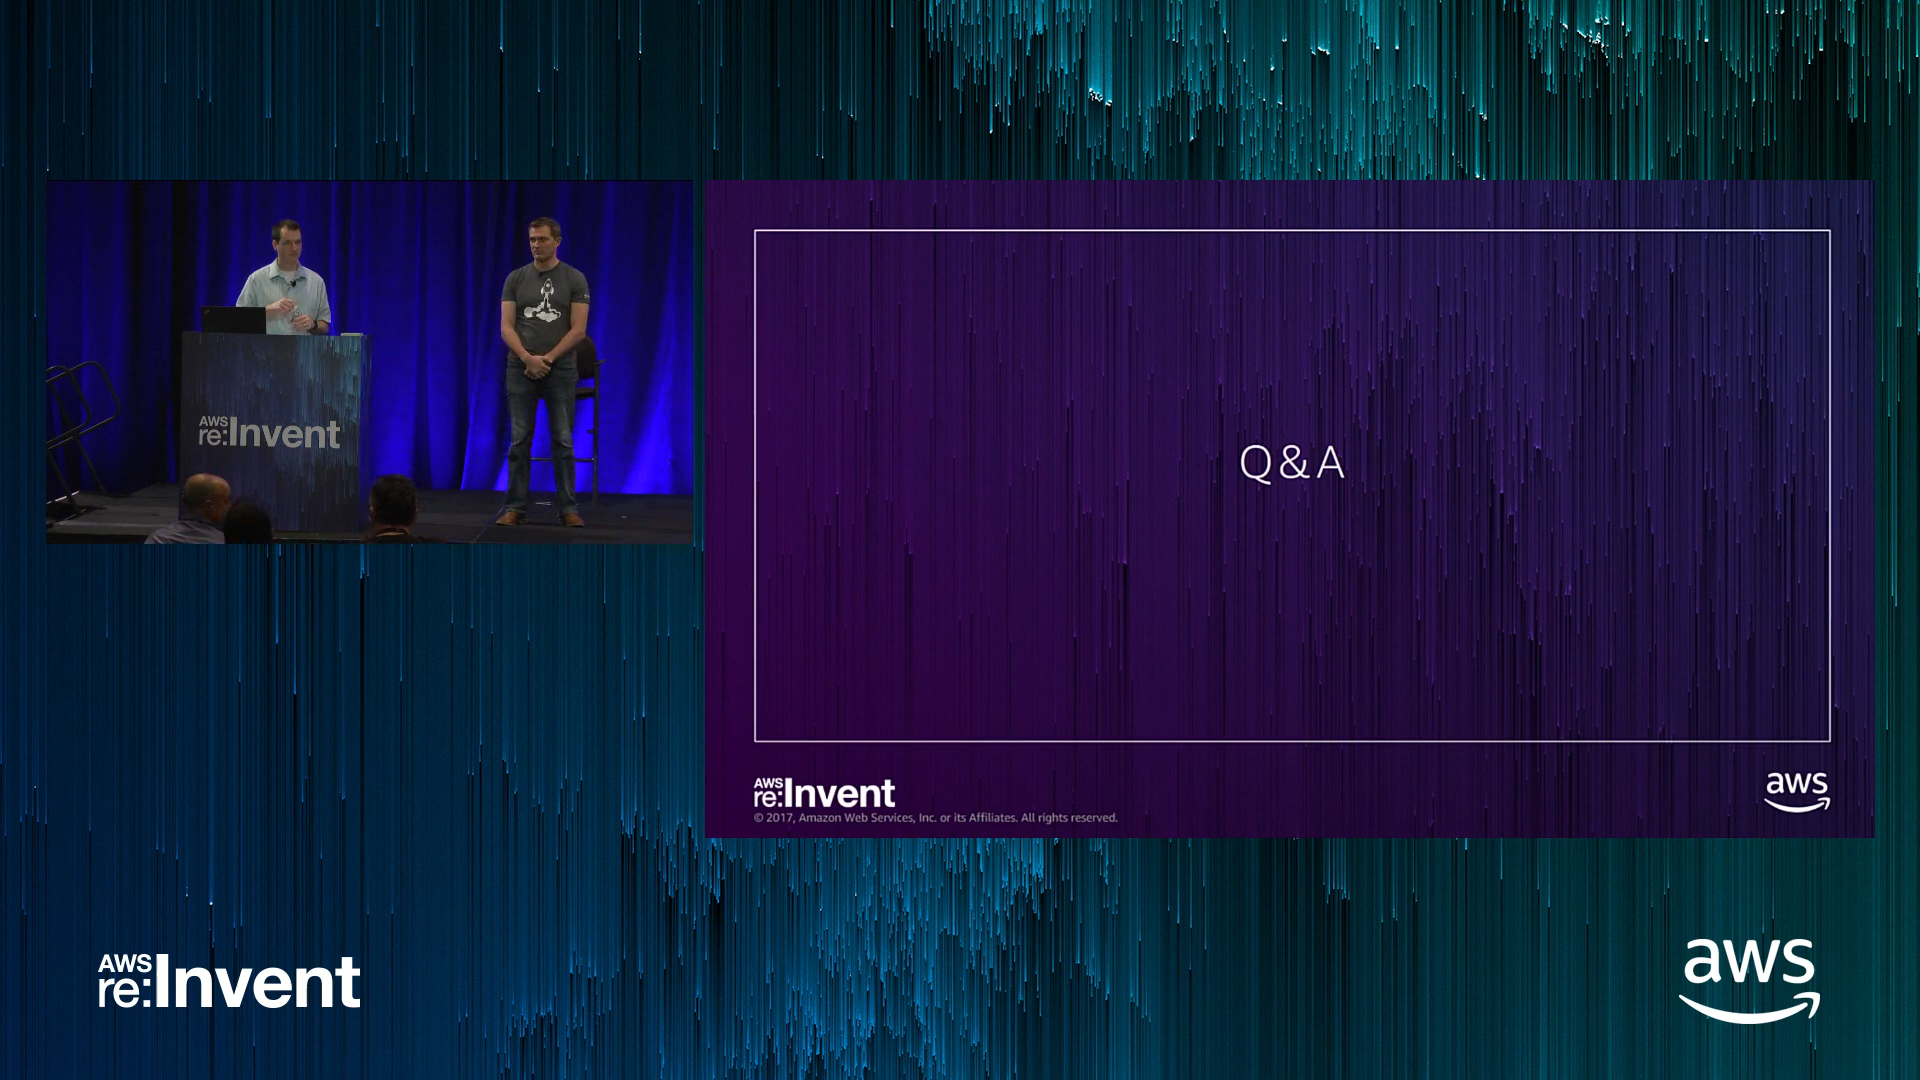 AWS
re:Invent
Q&A
AWS
re:Invent
© 2017, Amazon Web Services, Inc. or its Affiliates. All rights reserved.
aws
AWS
re:Invent
aws